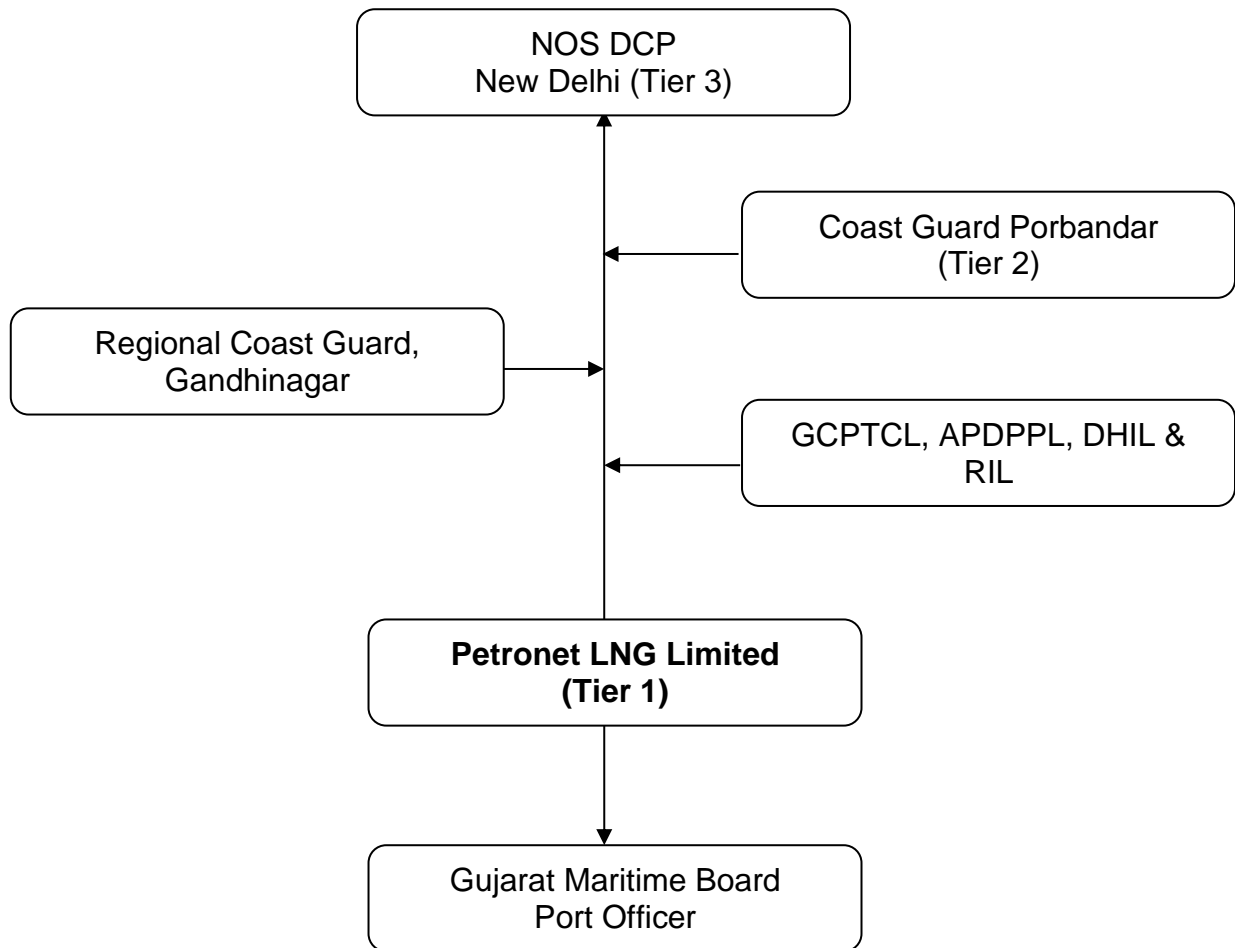 NOS DCP
New Delhi (Tier 3)
Coast Guard Porbandar
(Tier 2)
Regional Coast Guard,
Gandhinagar
GCPTCL, APDPPL, DHIL &
RIL
Petronet LNG Limited
(Tier 1)
Gujarat Maritime Board
Port Officer